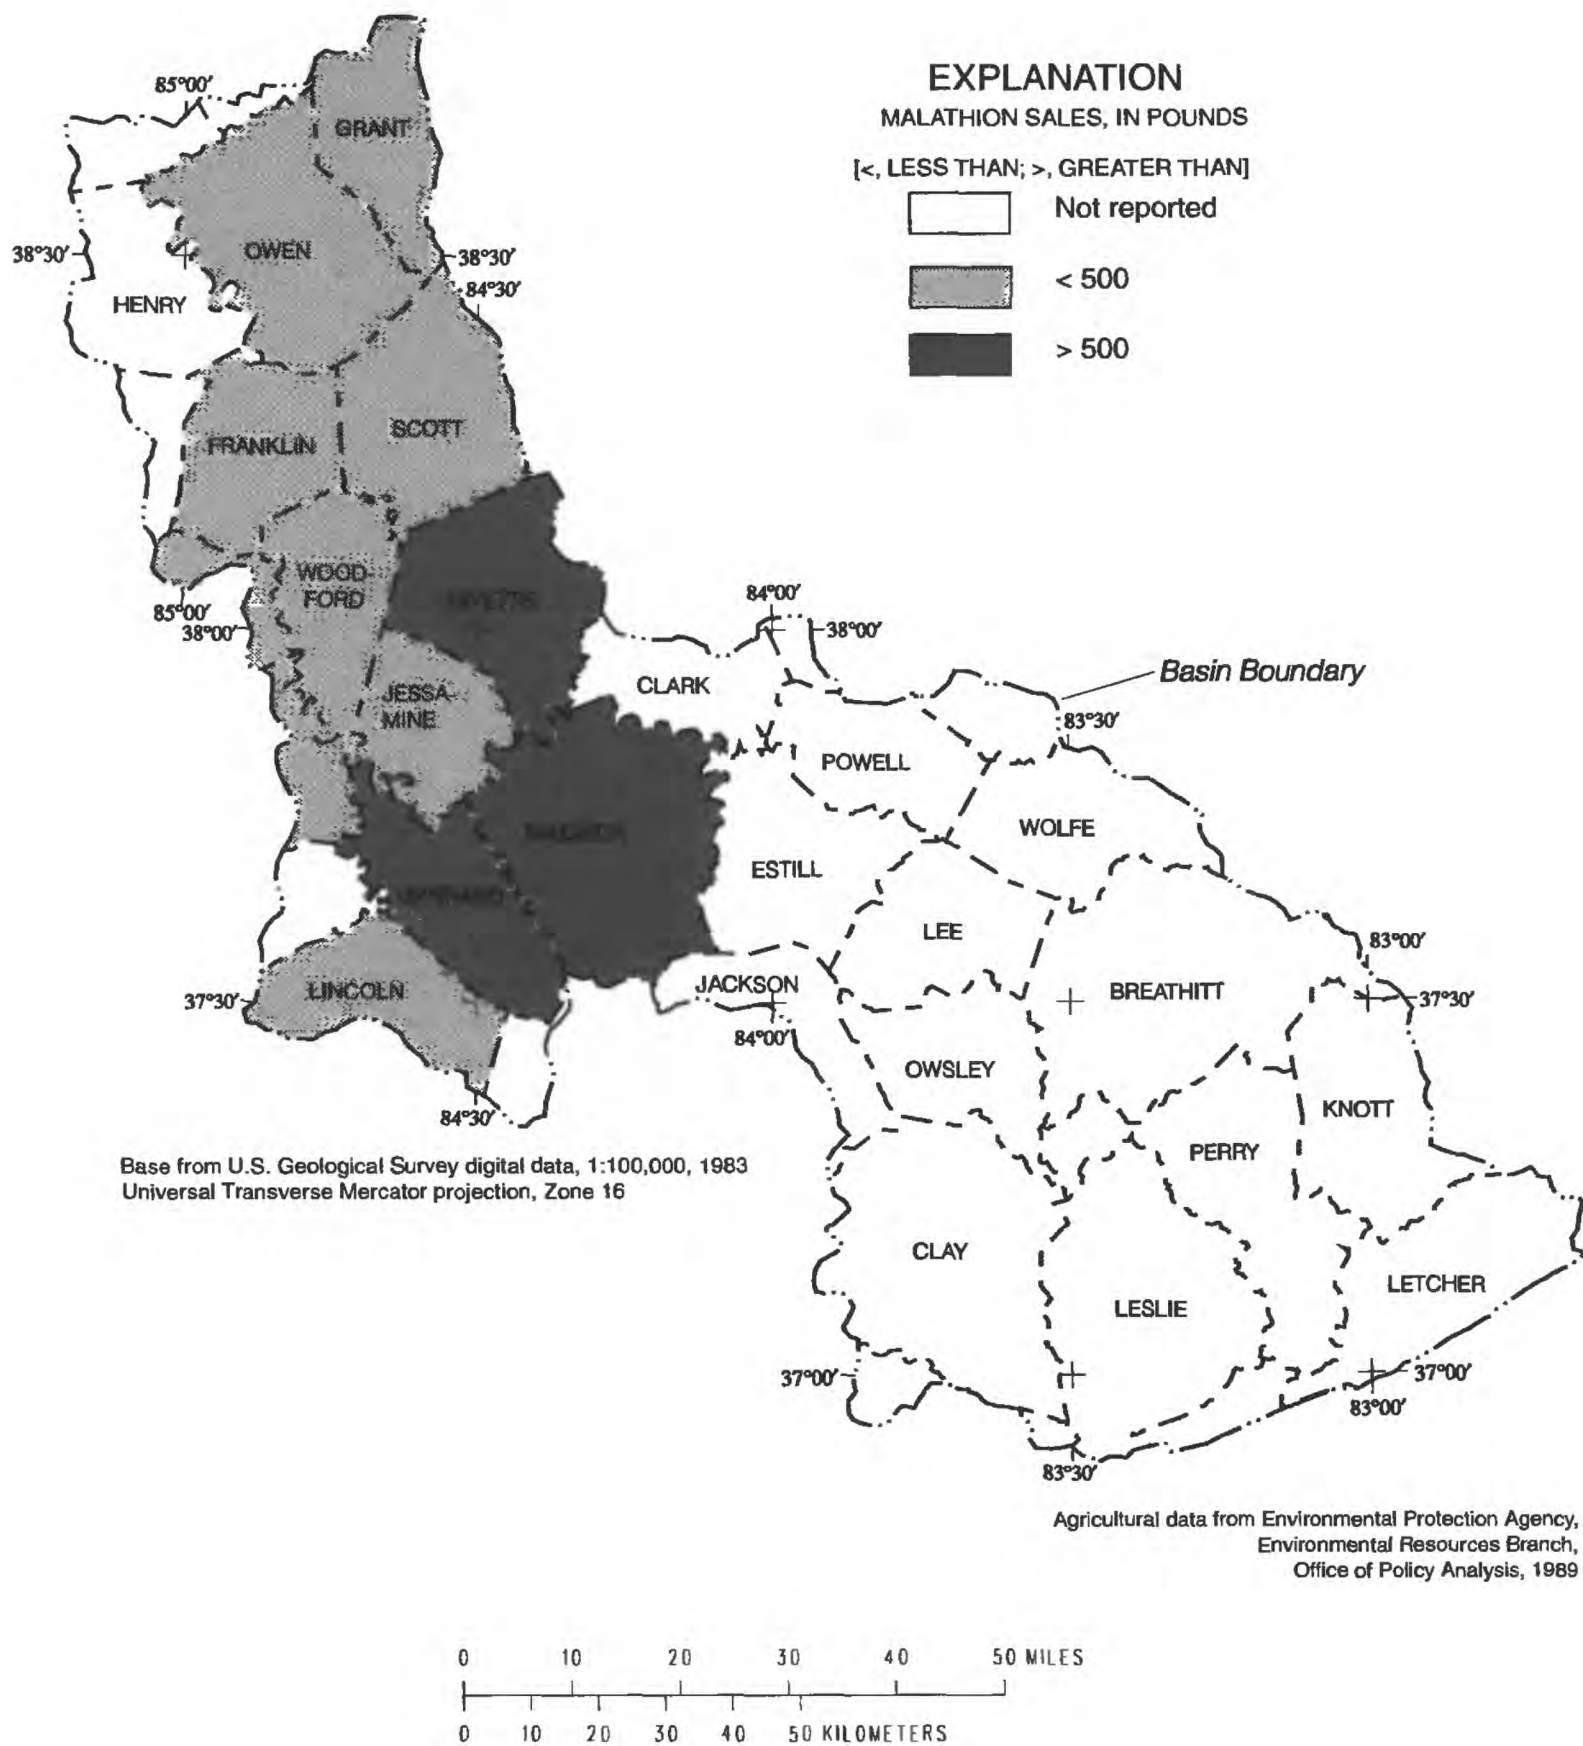 EXPLANATION
MALATHION SALES, IN POUNDS
[<, LESS THAN; >, GREATER THAN]
Not reported
< 500
> 500
85°00′
GRANT
38°30′
OWEN
38°30′
84°30′
HENRY
FRANKLIN
SCOTT
WOOD-
FORD
85°00′
38°00′
84°00′
38°00′
CLARK
Basin Boundary
JESSA-
MINE
83°30′
POWELL
WOLFE
ESTILL
LEE
83°00′
LINCOLN
37°30′
JACKSON
BREATHITT
37°30′
84°00′
OWSLEY
84°30′
KNOTT
PERRY
Base from U.S. Geological Survey digital data, 1:100,000, 1983
Universal Transverse Mercator projection, Zone 16
CLAY
LETCHER
LESLIE
37°00′
37°00′
83°00′
83°30′
Agricultural data from Environmental Protection Agency,
Environmental Resources Branch,
Office of Policy Analysis, 1989
0 10 20 30 40 50 MILES
0 10 20 30 40 50 KILOMETERS